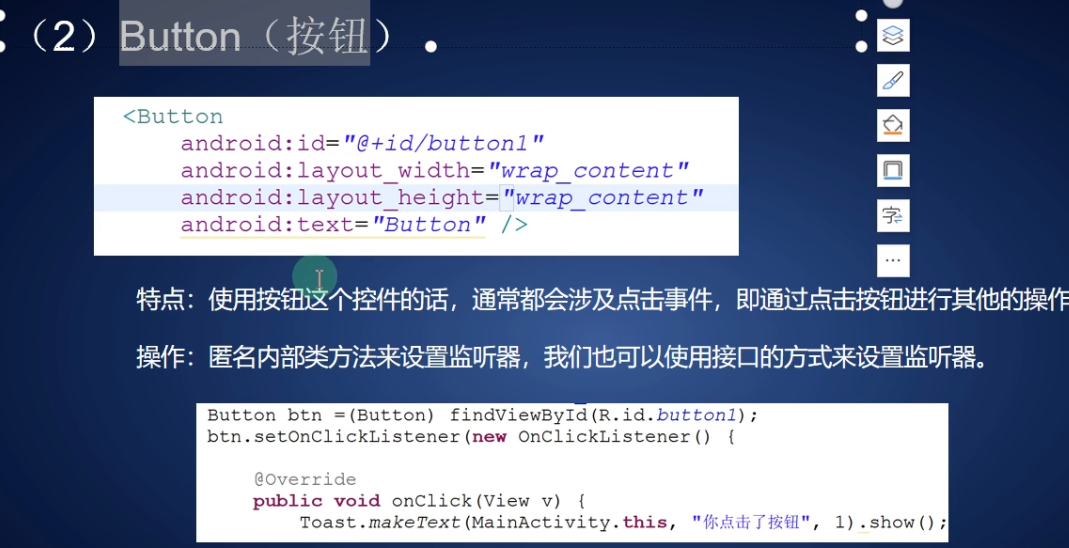 （2）Button（按钮）.
<Button
android:id="@+id/button1"
android:layout_width="wrap_content"
android:layout_height="wrap_content"
android:text="Button" />
特点：使用按钮这个控件的话，通常都会涉及点击事件，即通过点击按钮进行其他的操作
操作：匿名内部类方法来设置监听器，我们也可以使用接口的方式来设置监听器。
Button btn =(Button) findViewById(R.id.button1);
btn.setOnClickListener(new OnClickListener() {
@Override
public void onClick(View v) {
Toast.makeText(MainActivity.this, "你点击了按钮", 1).show();
字